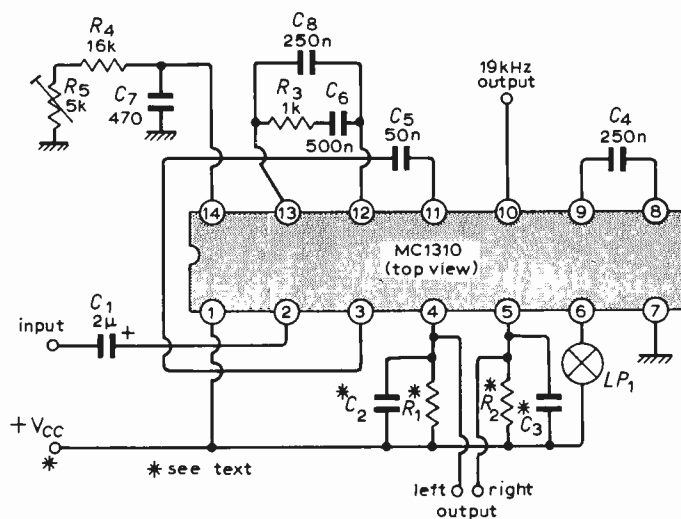 R4
16k
C8
250n
R5
5k
C7
470
R3
1k
C6
500n
C5
50n
19kHz
output
C4
250n
14
13
12
11
10
9
8
MC1310
(top view)
1
2
3
4
5
6
7
C1
2μ
+
input
*C2
*
R1
*
R2
*
C3
LP1
+ VCC
*
* see text
left
right
output